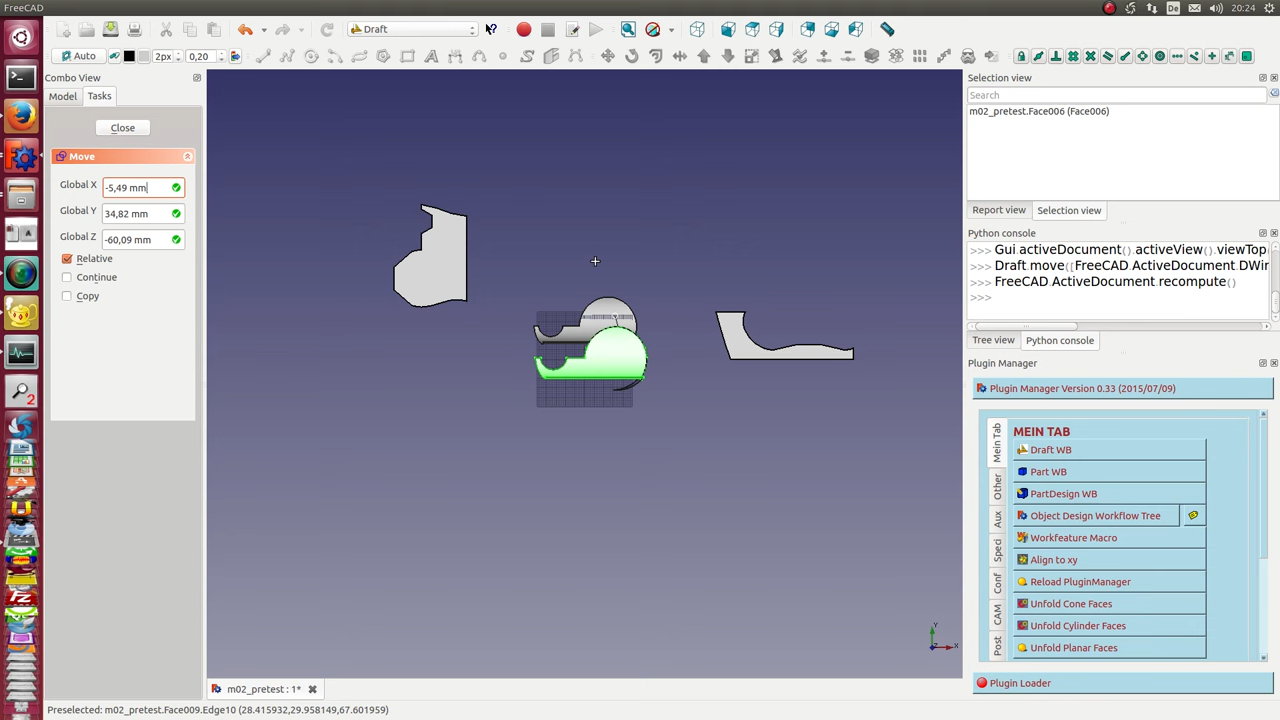 FreeCAD
De
20:24
Draft
Auto
2px
0,20
Combo View
Model
Tasks
Close
Move
Global X
-5,49 mm
Global Y
34,82 mm
Global Z
-60,09 mm
Relative
Continue
Copy
Selection view
Search
m02_pretest.Face006 (Face006)
Report view
Selection view
Python console
>>> Gui.activeDocument().activeView().viewTop
>>> Draft.move([FreeCAD.ActiveDocument.DWir
>>> FreeCAD.ActiveDocument.recompute()
>>>
Tree view
Python console
Plugin Manager
Plugin Manager Version 0.33 (2015/07/09)
Mein Tab
Other
Aux
Speci
Conf
CAM
Post
MEIN TAB
Draft WB
Part WB
PartDesign WB
Object Design Workflow Tree
Workfeature Macro
Align to xy
Reload PluginManager
Unfold Cone Faces
Unfold Cylinder Faces
Unfold Planar Faces
Plugin Loader
Y
X
m02_pretest : 1*
Preselected: m02_pretest.Face009.Edge10 (28.415932,29.958149,67.601959)